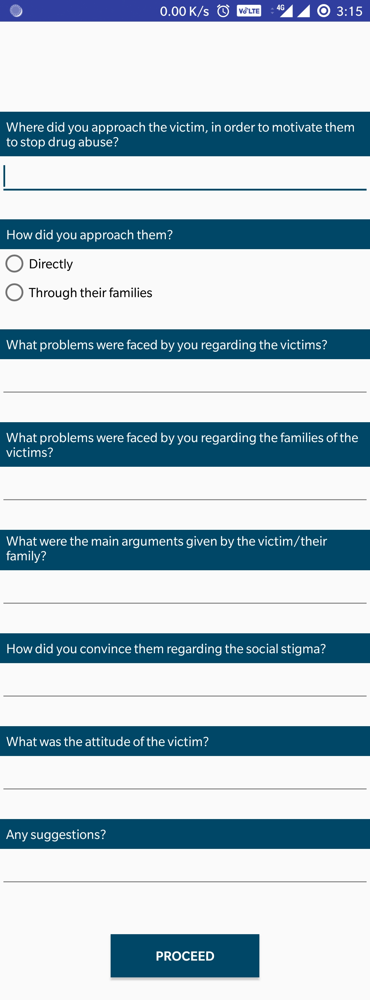 0.00 K/s VoLTE 4G 3:15
Where did you approach the victim, in order to motivate them
to stop drug abuse?
How did you approach them?
Directly
Through their families
What problems were faced by you regarding the victims?
What problems were faced by you regarding the families of the
victims?
What were the main arguments given by the victim/their
family?
How did you convince them regarding the social stigma?
What was the attitude of the victim?
Any suggestions?
PROCEED